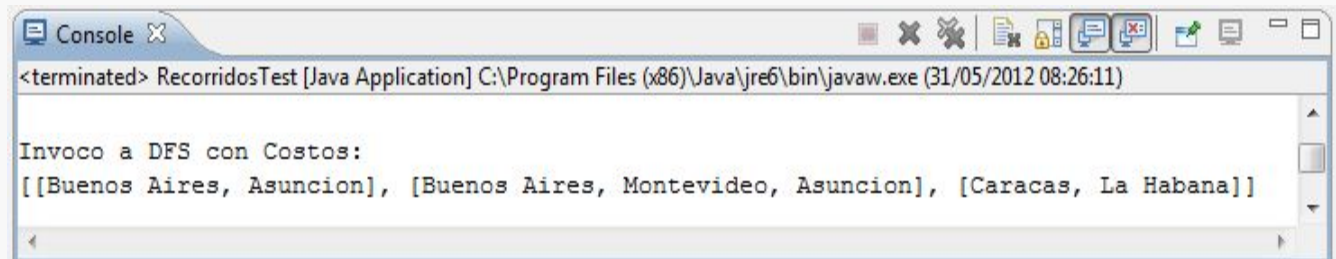 Console
<terminated> RecorridosTest [Java Application] C:\Program Files (x86)\Java\jre6\bin\javaw.exe (31/05/2012 08:26:11)
Invoco a DFS con Costos:
[[Buenos Aires, Asuncion], [Buenos Aires, Montevideo, Asuncion], [Caracas, La Habana]]